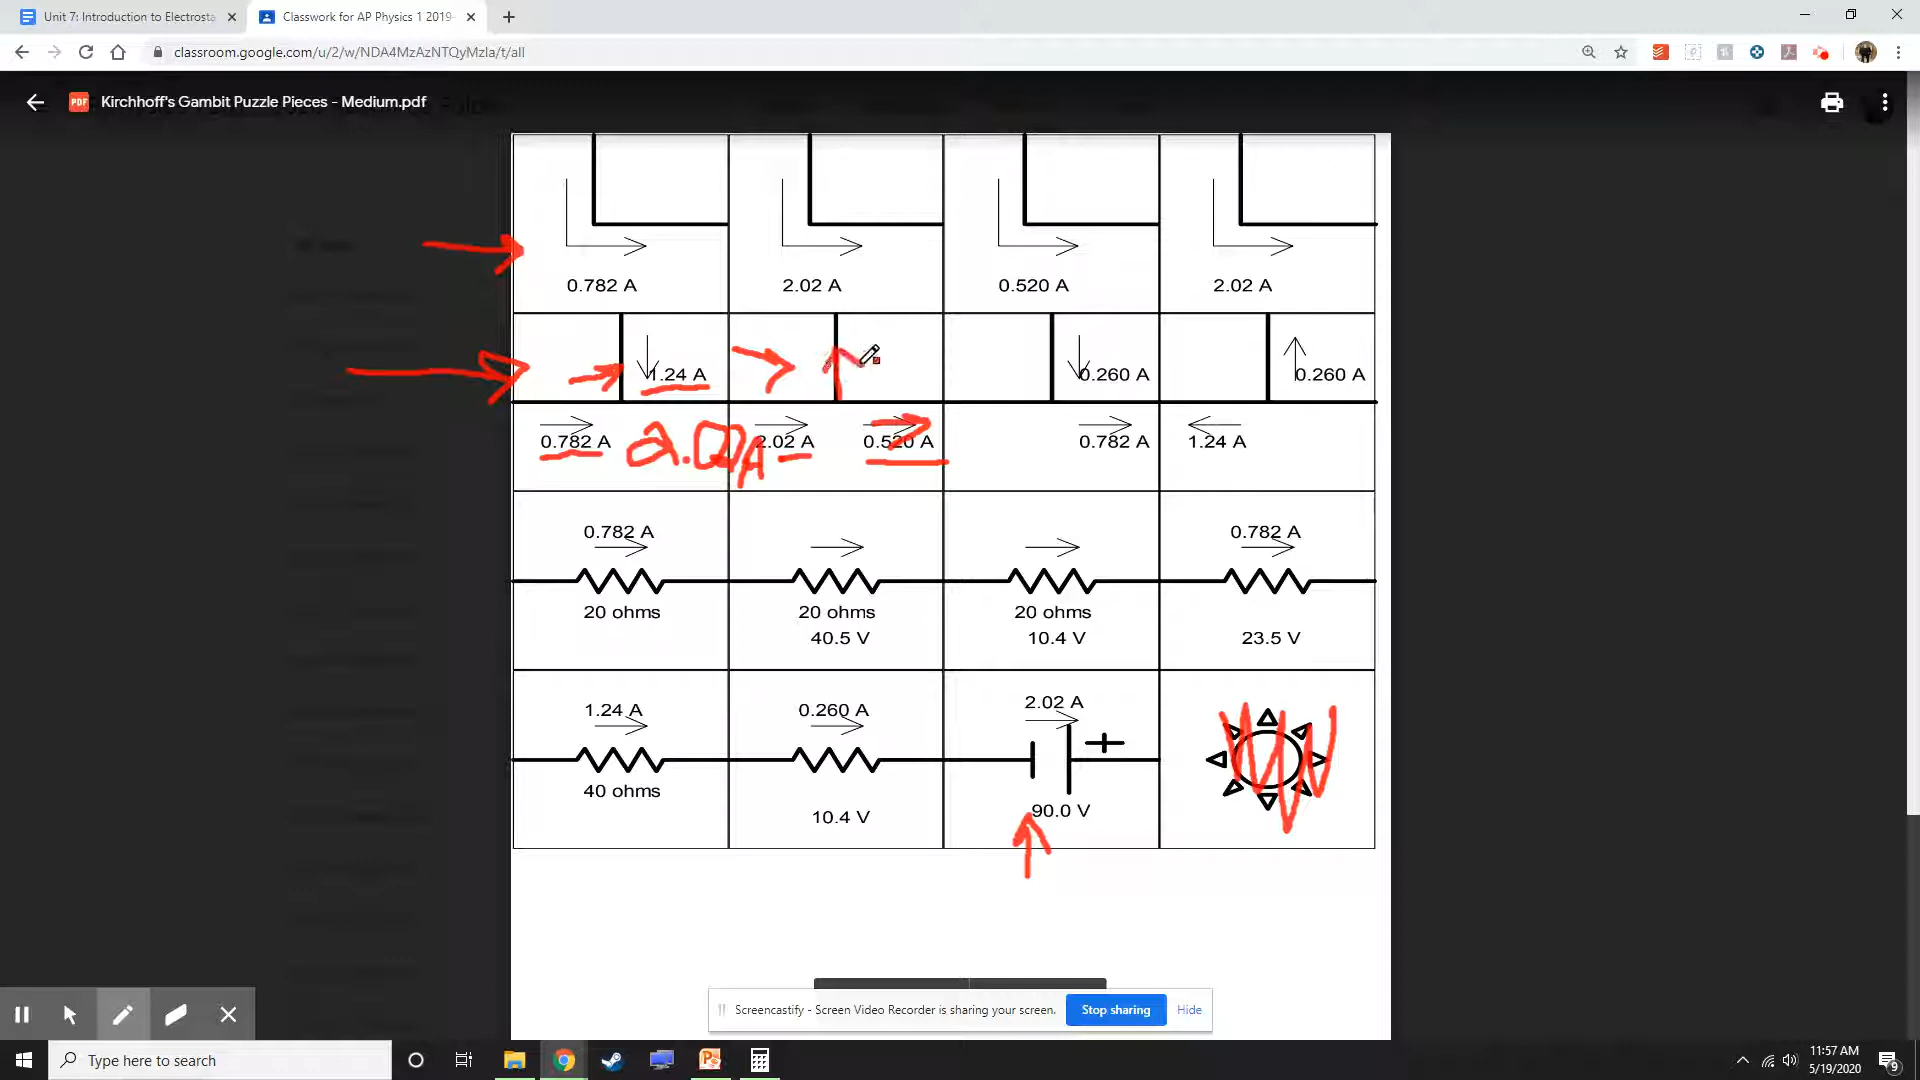 Unit 7: Introduction to Electrosta
Classwork for AP Physics 1 2019-
classroom.google.com/u/2/w/NDA4MzAzNTQyMzla/t/all
PDF
Kirchhoff's Gambit Puzzle Pieces - Medium.pdf
0.782 A
2.02 A
0.520 A
2.02 A
1.24 A
0.260 A
0.260 A
0.782 A
2.02 A
2.02 A
0.520 A
0.782 A
1.24 A
0.782 A
0.782 A
20 ohms
20 ohms
20 ohms
40.5 V
10.4 V
23.5 V
1.24 A
0.260 A
2.02 A
+
40 ohms
10.4 V
90.0 V
Screencastify - Screen Video Recorder is sharing your screen.
Stop sharing
Hide
Type here to search
11:57 AM
5/19/2020
9